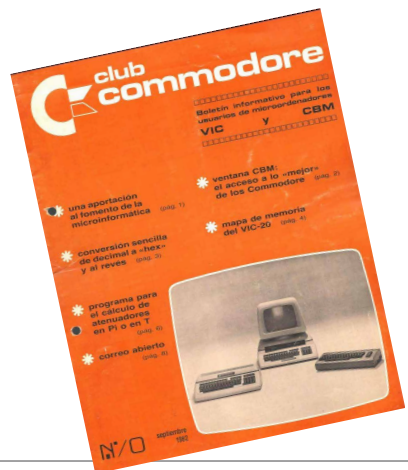 club
commodore
Boletín informativo para los
usuarios de microordenadores
VIC y CBM
una aportación
al fomento de la
microinformática (pág. 1)
conversión sencilla
de decimal a «hex»
y al revés (pág. 3)
programa para
el cálculo de
atenuadores
en Pi o en T (pág. 6)
correo abierto
(pág. 8)
ventana CBM:
el acceso a lo «mejor»
de los Commodore (pág. 2)
mapa de memoria
del VIC-20 (pág. 4)
N°/0
septiembre
1982